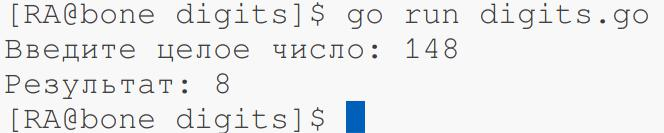 [RA@bone digits]$ go run digits.go
Введите целое число: 148
Результат: 8
[RA@bone digits]$